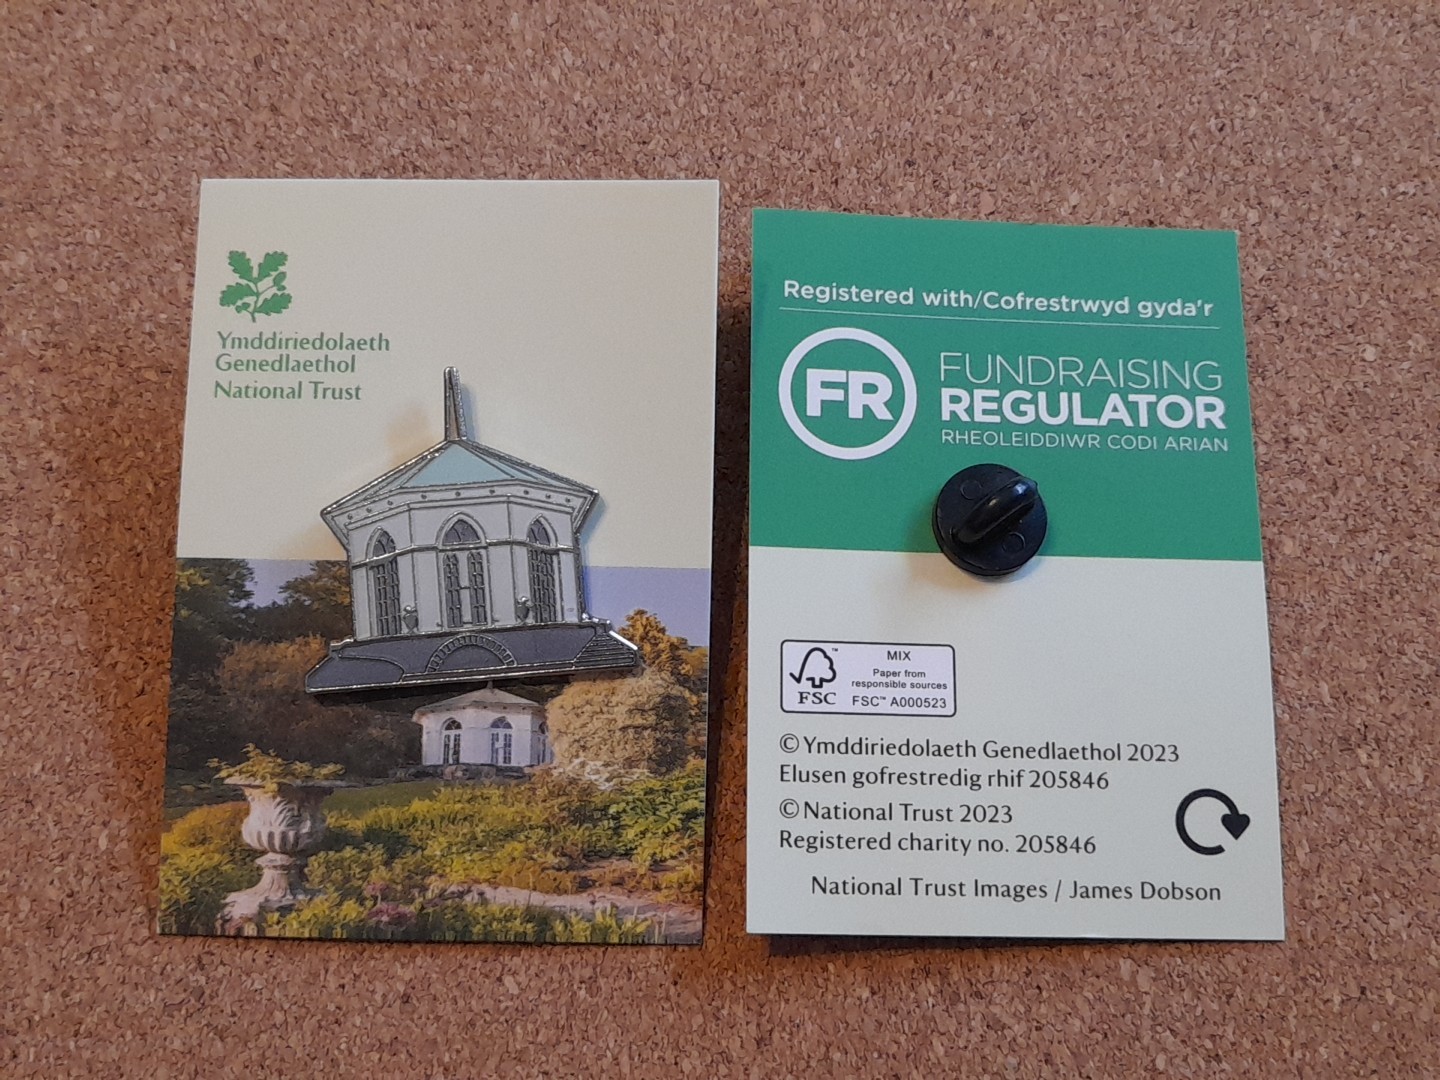 Ymddiriedolaeth
Genedlaethol
National Trust
Registered with/Cofrestrwyd gyda'r
FR
FUNDRAISING
REGULATOR
RHEOLEIDDIWR CODI ARIAN
FSC
MIX
Paper from
responsible sources
FSC™ A000523
© Ymddiriedolaeth Genedlaethol 2023
Elusen gofrestredig rhif 205846
© National Trust 2023
Registered charity no. 205846
National Trust Images / James Dobson